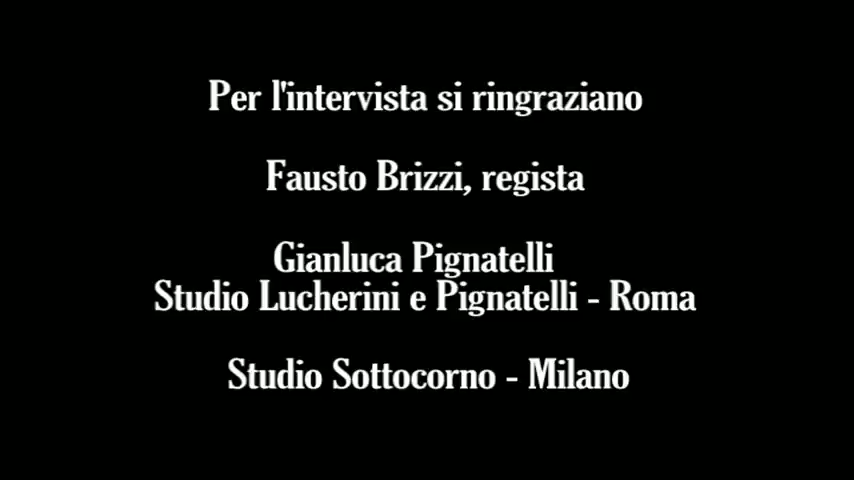 Per l'intervista si ringraziano
Fausto Brizzi, regista
Gianluca Pignatelli
Studio Lucherini e Pignatelli - Roma
Studio Sottocorno - Milano